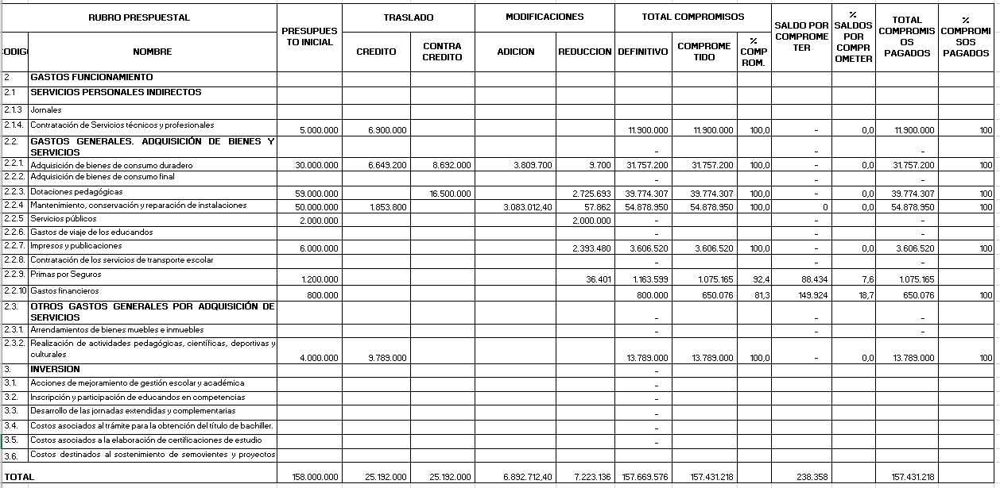 RUBRO PRESPUESTAL PRESUPUES TO INICIAL TRASLADO MODIFICACIONES TOTAL COMPROMISOS SALDO POR COMPROME TER % SALDOS POR COMPR OMETER TOTAL COMPROMIS OS PAGADOS % COMPROMI SOS PAGADOS
ODIG NOMBRE CREDITO CONTRA CREDITO ADICION REDUCCION DEFINITIVO COMPROME TIDO % COMP ROM.
2 GASTOS FUNCIONAMIENTO
2.1 SERVICIOS PERSONALES INDIRECTOS
2.1.3 Jornales
2.1.4. Contratación de Servicios técnicos y profesionales 5.000.000 6.900.000 11.900.000 11.900.000 100,0 - 0,0 11.900.000 100
2.2. GASTOS GENERALES. ADQUISICIÓN DE BIENES Y
SERVICIOS - - -
2.2.1. Adquisición de bienes de consumo duradero 30.000.000 6.649.200 8.692.000 3.809.700 9.700 31.757.200 31.757.200 100,0 - 0,0 31.757.200 100
2.2.2. Adquisición de bienes de consumo final - - -
2.2.3. Dotaciones pedagógicas 59.000.000 16.500.000 2.725.693 39.774.307 39.774.307 100,0 - 0,0 39.774.307 100
2.2.4 Mantenimiento, conservación y reparación de instalaciones 50.000.000 1.853.800 3.083.012,40 57.862 54.878.950 54.878.950 100,0 0 0,0 54.878.950 100
2.2.5 Servicios públicos 2.000.000 2.000.000 - - -
2.2.6. Gastos de viaje de los educandos - - -
2.2.7. Impresos y publicaciones 6.000.000 2.393.480 3.606.520 3.606.520 100,0 - 0,0 3.606.520 100
2.2.8. Contratación de los servicios de transporte escolar - - -
2.2.9. Primas por Seguros 1.200.000 36.401 1.163.599 1.075.165 92,4 88.434 7,6 1.075.165
2.2.10 Gastos financieros 800.000 800.000 650.076 81,3 149.924 18,7 650.076 100
2.3. OTROS GASTOS GENERALES POR ADQUISICIÓN DE
SERVICIOS - - -
2.3.1. Arrendamientos de bienes muebles e inmuebles - - -
2.3.2. Realización de actividades pedagógicas, científicas, deportivas y
culturales 4.000.000 9.789.000 13.789.000 13.789.000 100,0 - 0,0 13.789.000 100
3. INVERSION -
3.1. Acciones de mejoramiento de gestión escolar y académica -
3.2. Inscripción y participación de educandos en competencias -
3.3. Desarrollo de las jornadas extendidas y complementarias -
3.4. Costos asociados al trámite para la obtención del título de bachiller. -
3.5. Costos asociados a la elaboración de certificaciones de estudio -
3.6. Costos destinados al sostenimiento de semovientes y proyectos
TOTAL 158.000.000 25.192.000 25.192.000 6.892.712,40 7.223.136 157.669.576 157.431.218 238.358 157.431.218